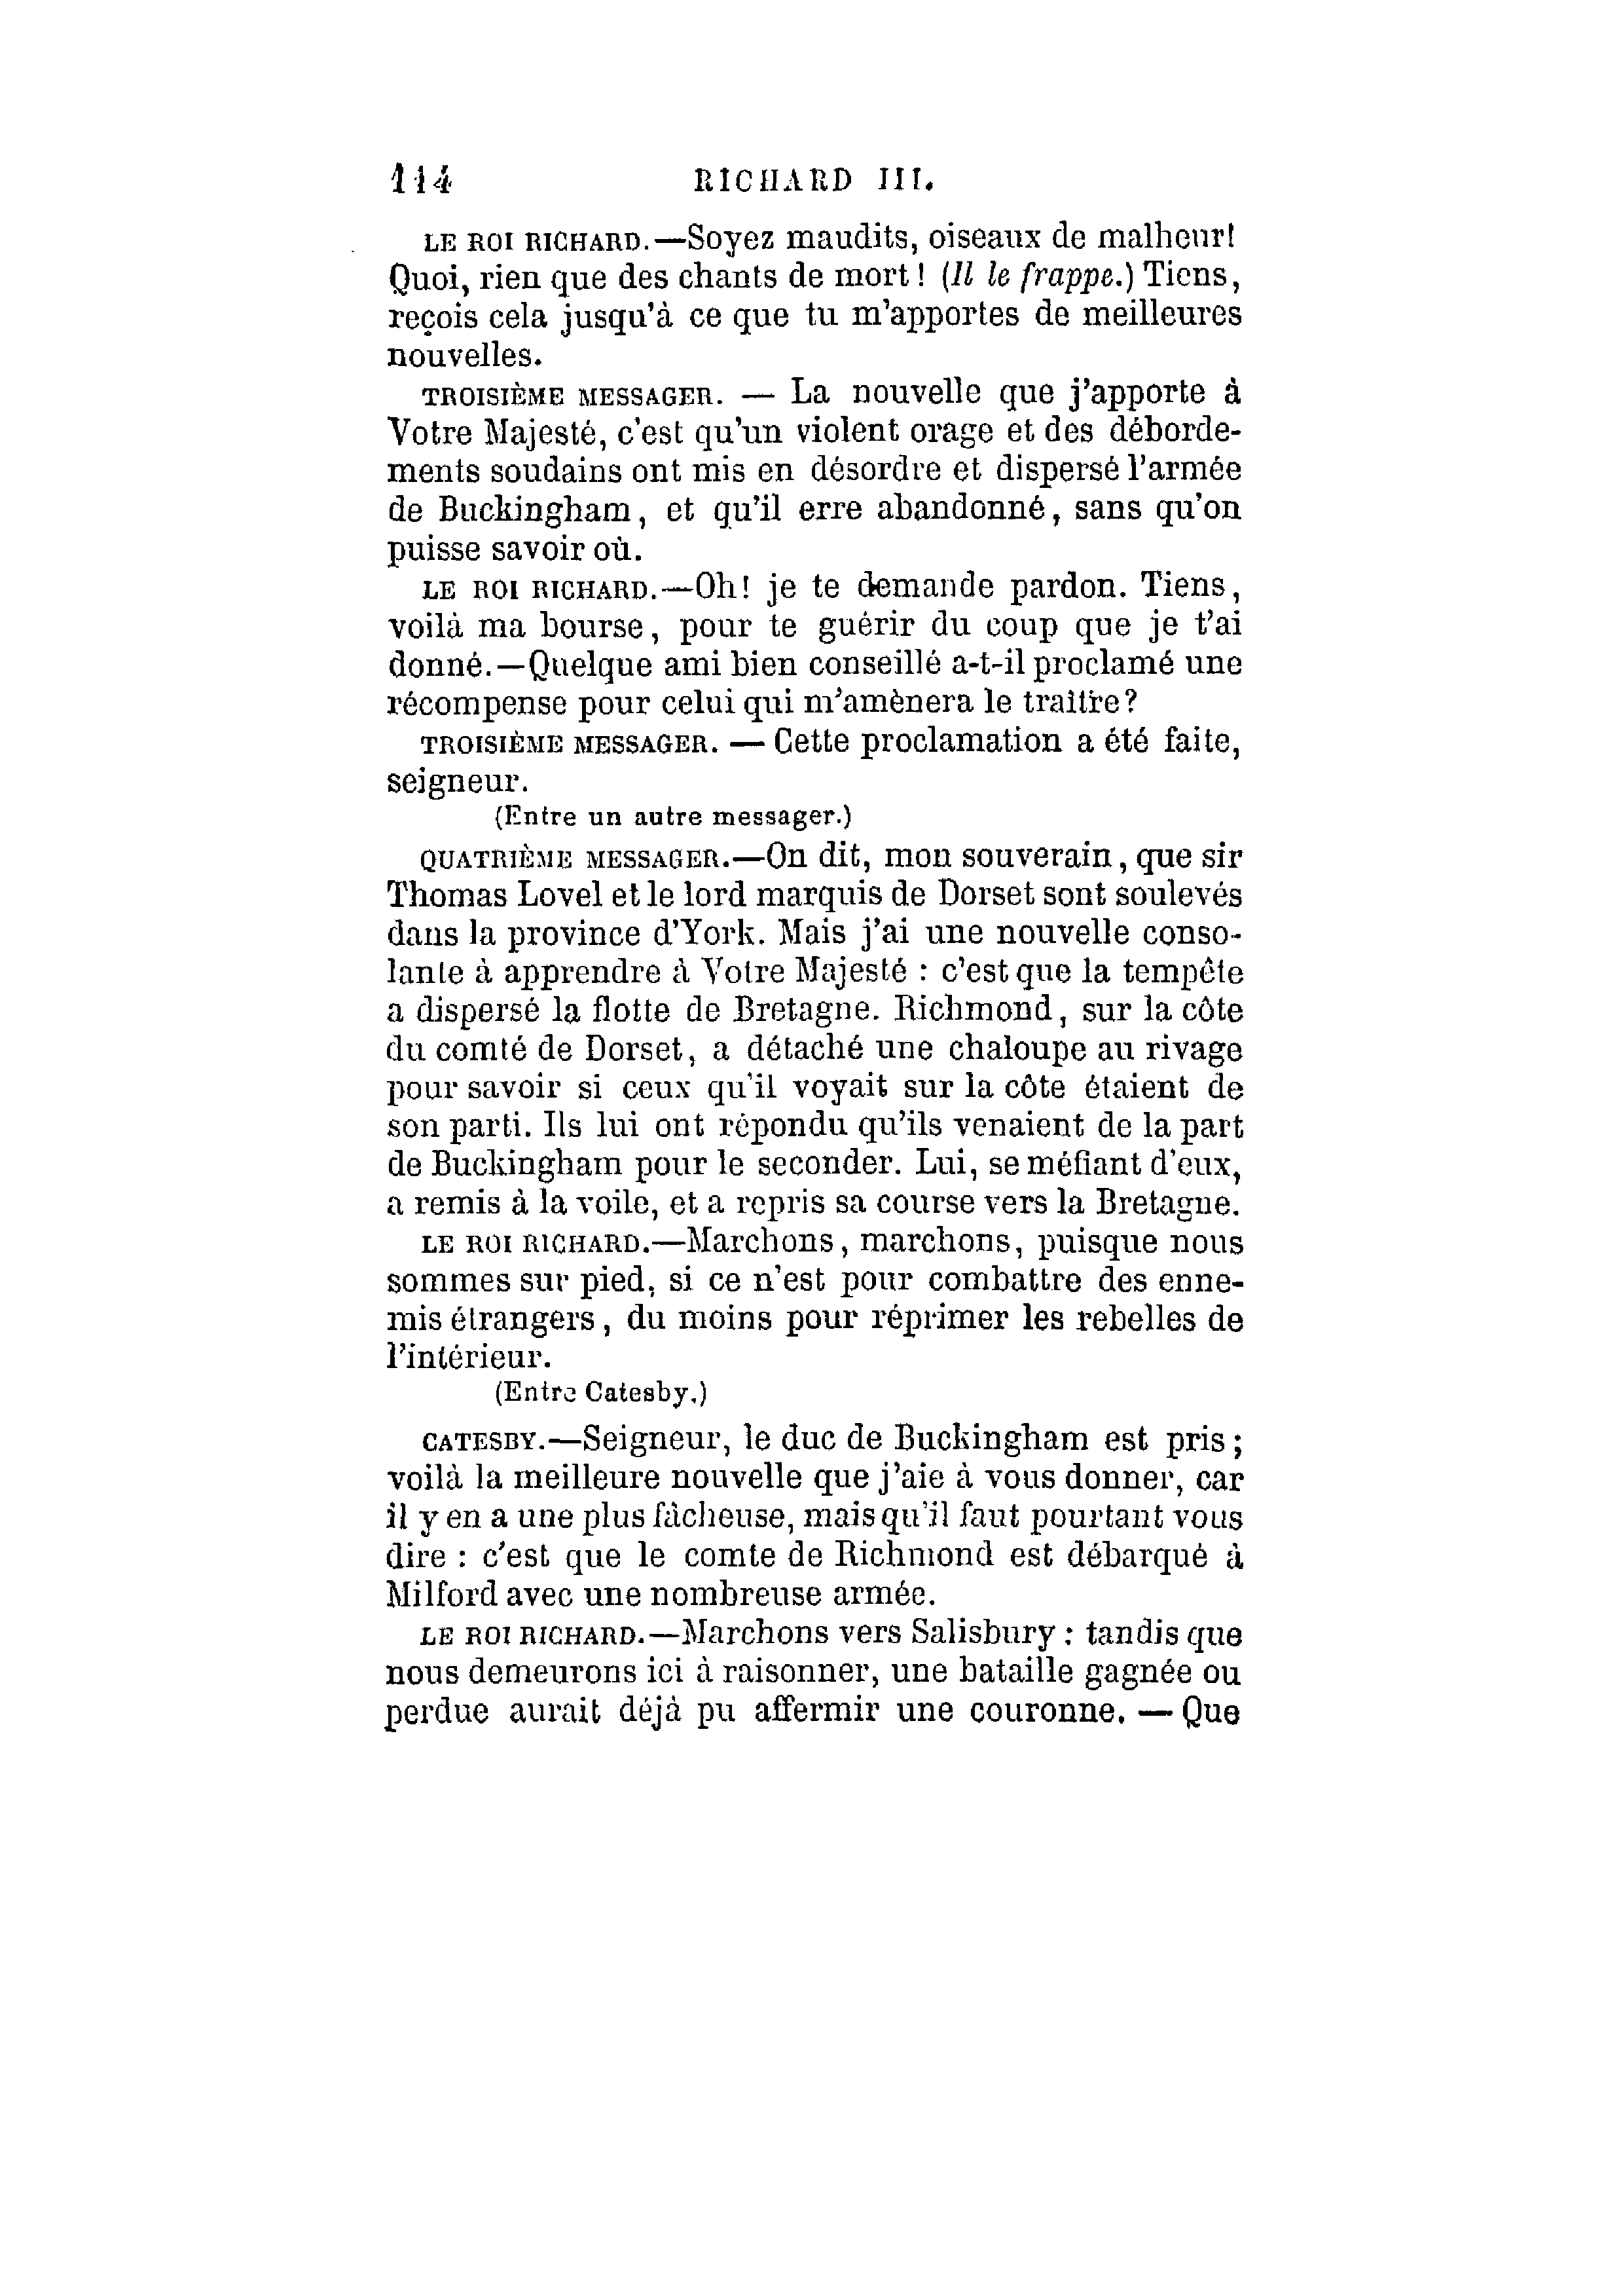 114 RICHARD III.
LE ROI RICHARD.—Soyez maudits, oiseaux de malheur!
Quoi, rien que des chants de mort ! (Il le frappe.) Tiens,
reçois cela jusqu'à ce que tu m'apportes de meilleures
nouvelles.
TROISIÈME MESSAGER. — La nouvelle que j'apporte à
Votre Majesté, c'est qu'un violent orage et des déborde-
ments soudains ont mis en désordre et dispersé l'armée
de Buckingham, et qu'il erre abandonné, sans qu'on
puisse savoir où.
LE ROI RICHARD.—Oh! je te demande pardon. Tiens,
voilà ma bourse, pour te guérir du coup que je t'ai
donné.—Quelque ami bien conseillé a-t-il proclamé une
récompense pour celui qui m'amènera le traître?
TROISIÈME MESSAGER. — Cette proclamation a été faite,
seigneur.
(Entre un autre messager.)
QUATRIÈME MESSAGER.—On dit, mon souverain, que sir
Thomas Lovel et le lord marquis de Dorset sont soulevés
dans la province d'York. Mais j'ai une nouvelle conso-
lante à apprendre à Votre Majesté : c'est que la tempête
a dispersé la flotte de Bretagne. Richmond, sur la côte
du comté de Dorset, a détaché une chaloupe au rivage
pour savoir si ceux qu'il voyait sur la côte étaient de
son parti. Ils lui ont répondu qu'ils venaient de la part
de Buckingham pour le seconder. Lui, se méfiant d'eux,
a remis à la voile, et a repris sa course vers la Bretagne.
LE ROI RICHARD.—Marchons, marchons, puisque nous
sommes sur pied, si ce n'est pour combattre des enne-
mis étrangers, du moins pour réprimer les rebelles de
l'intérieur.
(Entre Catesby.)
CATESBY.—Seigneur, le duc de Buckingham est pris ;
voilà la meilleure nouvelle que j'aie à vous donner, car
il y en a une plus fâcheuse, mais qu'il faut pourtant vous
dire : c'est que le comte de Richmond est débarqué à
Milford avec une nombreuse armée.
LE ROI RICHARD.—Marchons vers Salisbury : tandis que
nous demeurons ici à raisonner, une bataille gagnée ou
perdue aurait déjà pu affermir une couronne. — Que